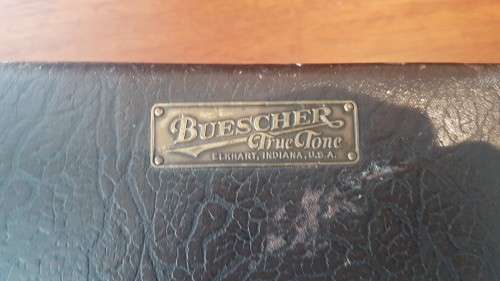 BUESCHER
True Tone
ELKHART, INDIANA, U.S.A.